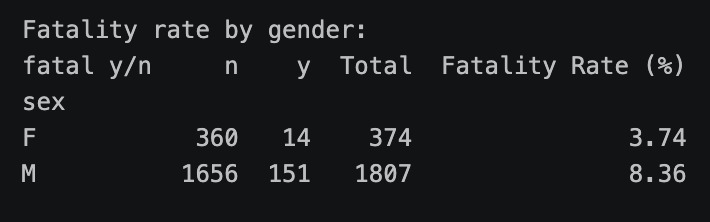 Fatality rate by gender:
fatal y/n n y Total Fatality Rate (%)
sex
F 360 14 374 3.74
M 1656 151 1807 8.36